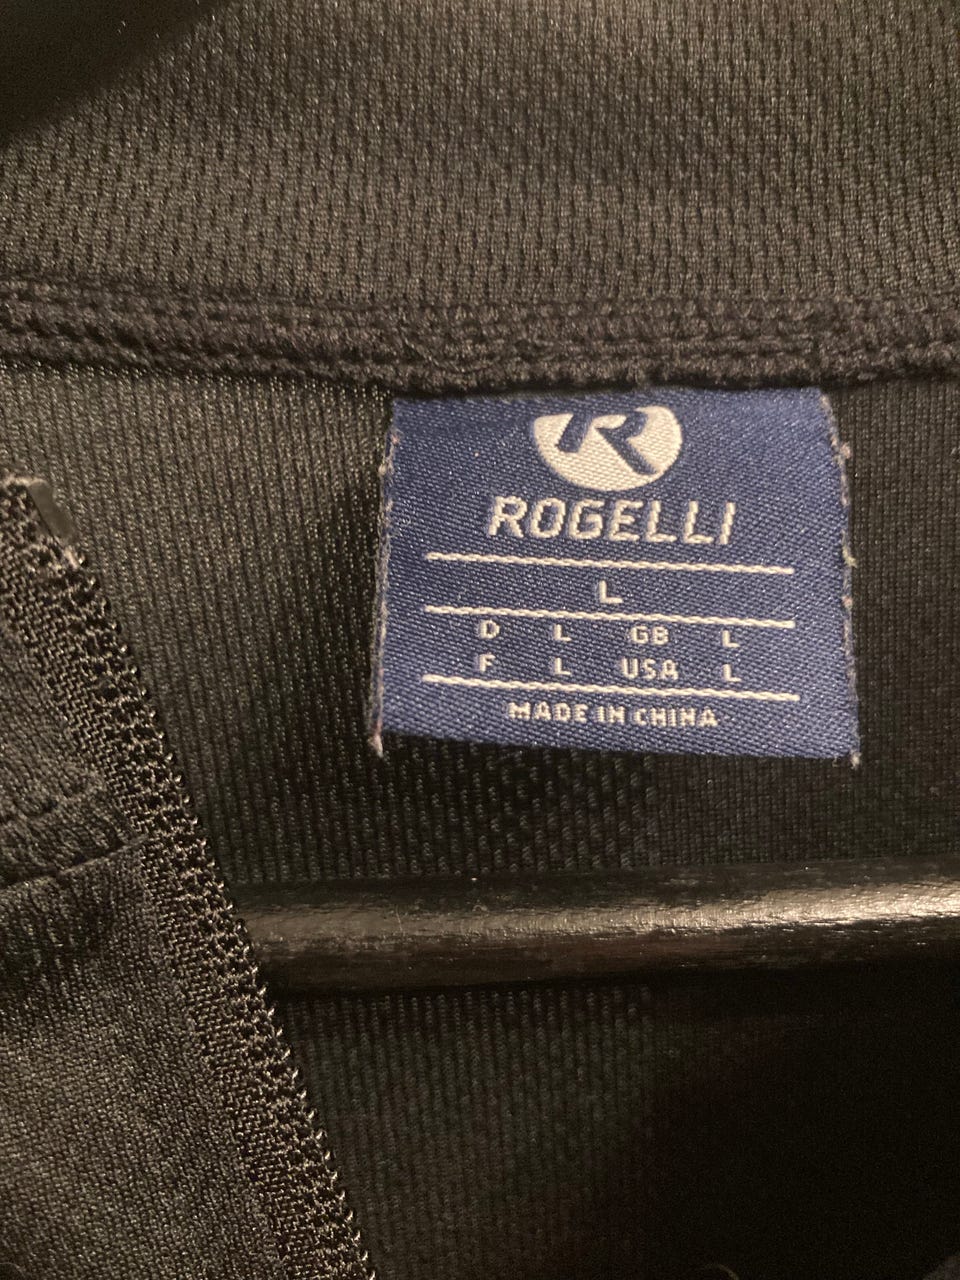 R
ROGELLI
L
D L GB L
F L USA L
MADE IN CHINA